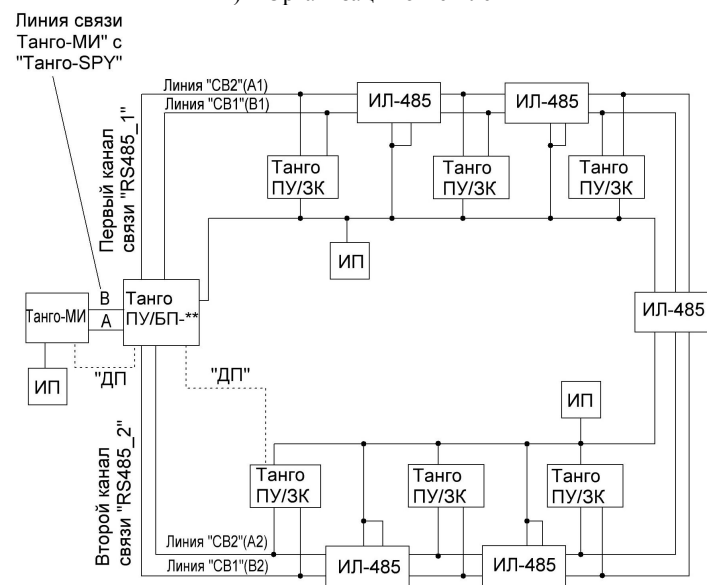 Линия связи
Танго-МИ" с
"Танго-SPY"
Линия "СВ2"(А1)
Линия "СВ1"(В1)
ИЛ-485
ИЛ-485
Первый канал
связи "RS485_1"
Танго
ПУ/ЗК
Танго
ПУ/ЗК
Танго
ПУ/ЗК
ИП
Танго-МИ
В
А
Танго
ПУ/БП-**
ИЛ-485
ИП
"ДП
"ДП"
ИП
Второй канал
связи "RS485_2"
Танго
ПУ/ЗК
Танго
ПУ/ЗК
Танго
ПУ/ЗК
Линия "СВ2"(А2)
Линия "СВ1"(В2)
ИЛ-485
ИЛ-485